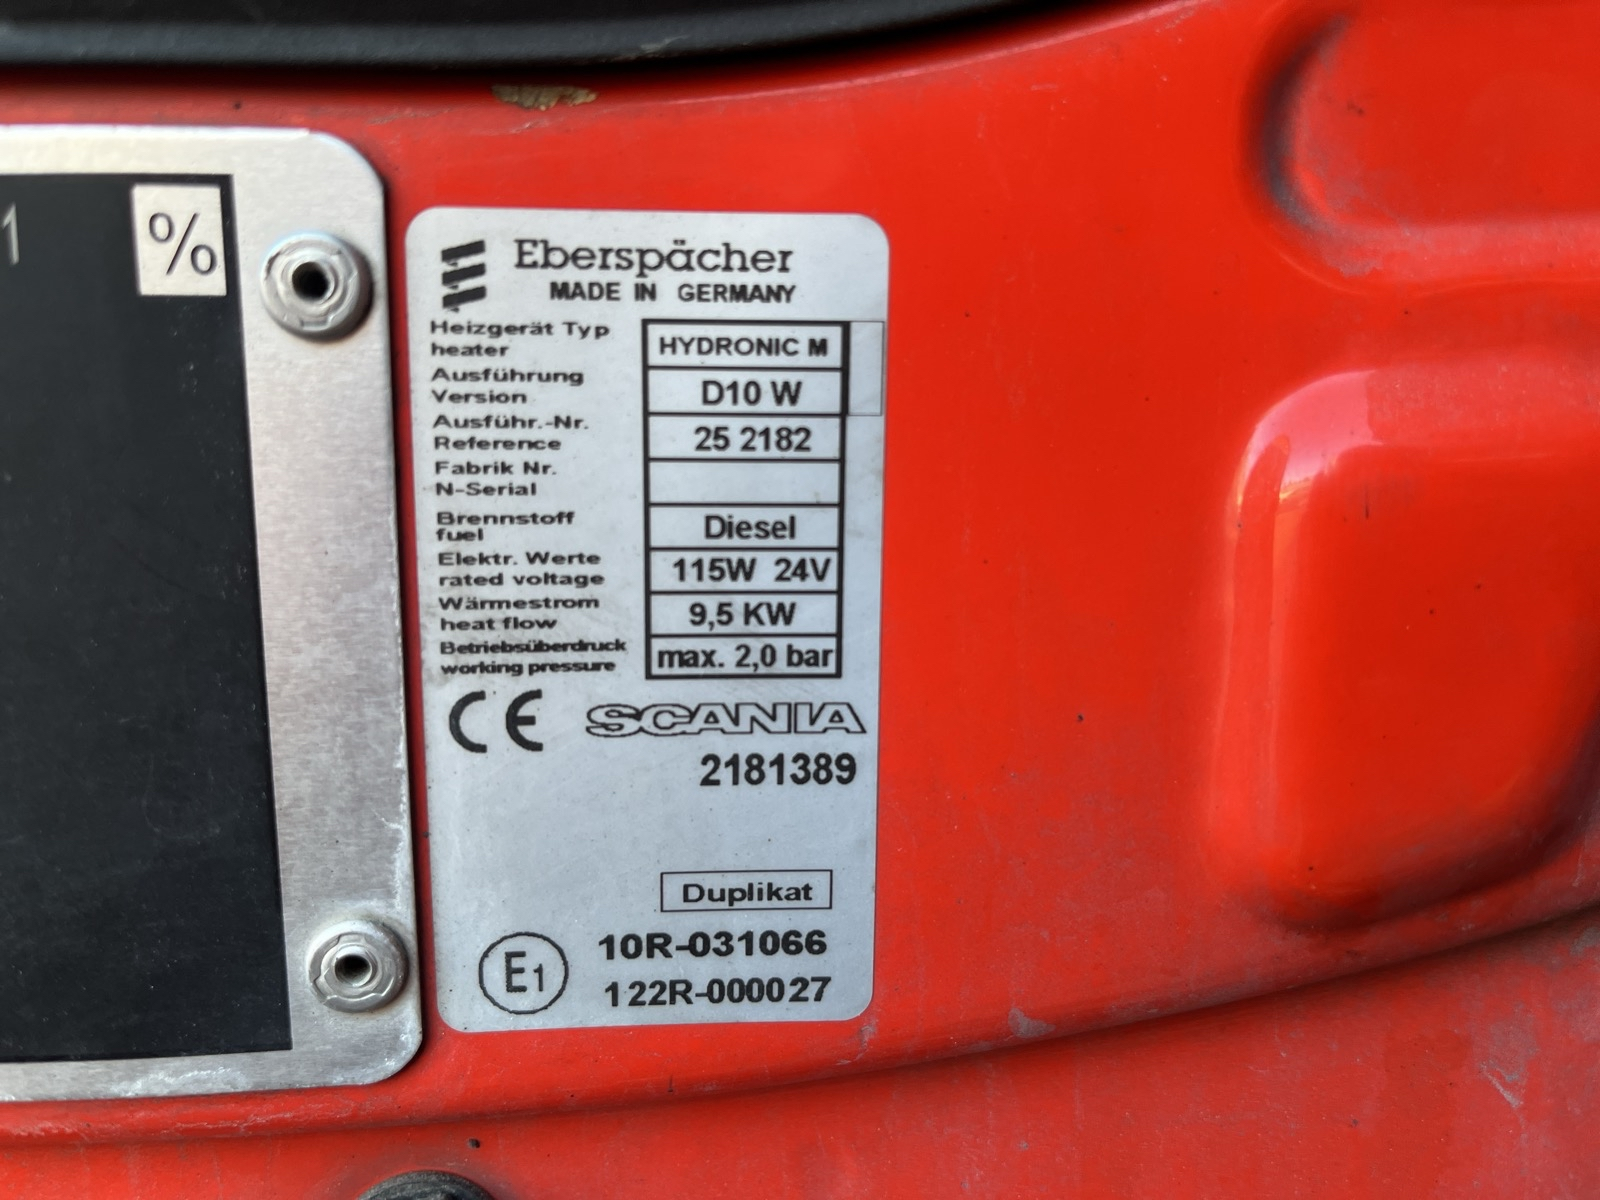 1 %
Eberspächer
MADE IN GERMANY
Heizgerät Typ
heater
HYDRONIC M
Ausführung
Version
D10 W
Ausführ.-Nr.
Reference
25 2182
Fabrik Nr.
N-Serial
Brennstoff
fuel
Diesel
Elektr. Werte
rated voltage
115W 24V
Wärmestrom
heat flow
9,5 KW
Betriebsüberdruck
working pressure
max. 2,0 bar
CE SCANIA
2181389
Duplikat
E1
10R-031066
122R-000027